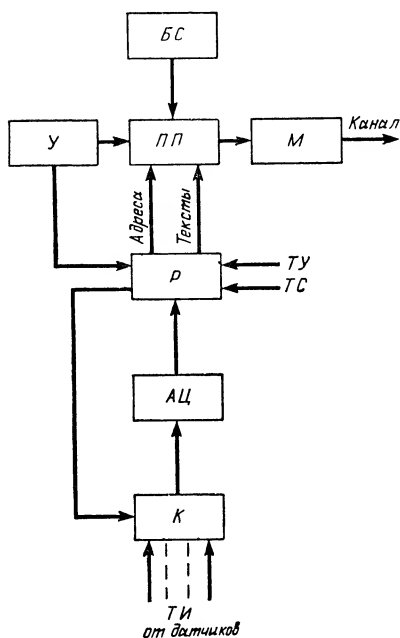 БС
Канал
У
ПП
М
Адреса
Тексты
Р
ТУ
ТС
АЦ
К
ТИ
от датчиков